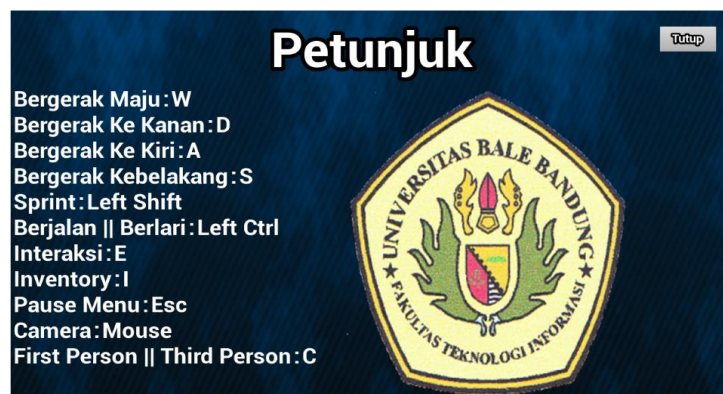 Petunjuk
Tutup
Bergerak Maju:W
Bergerak Ke Kanan:D
Bergerak Ke Kiri:A
Bergerak Kebelakang:S
Sprint:Left Shift
Berjalan || Berlari:Left Ctrl
Interaksi:E
Inventory:I
Pause Menu:Esc
Camera:Mouse
First Person || Third Person:C
UNIVERSITAS BALE BANDUNG
FAKULTAS TEKNOLOGI INFORMASI